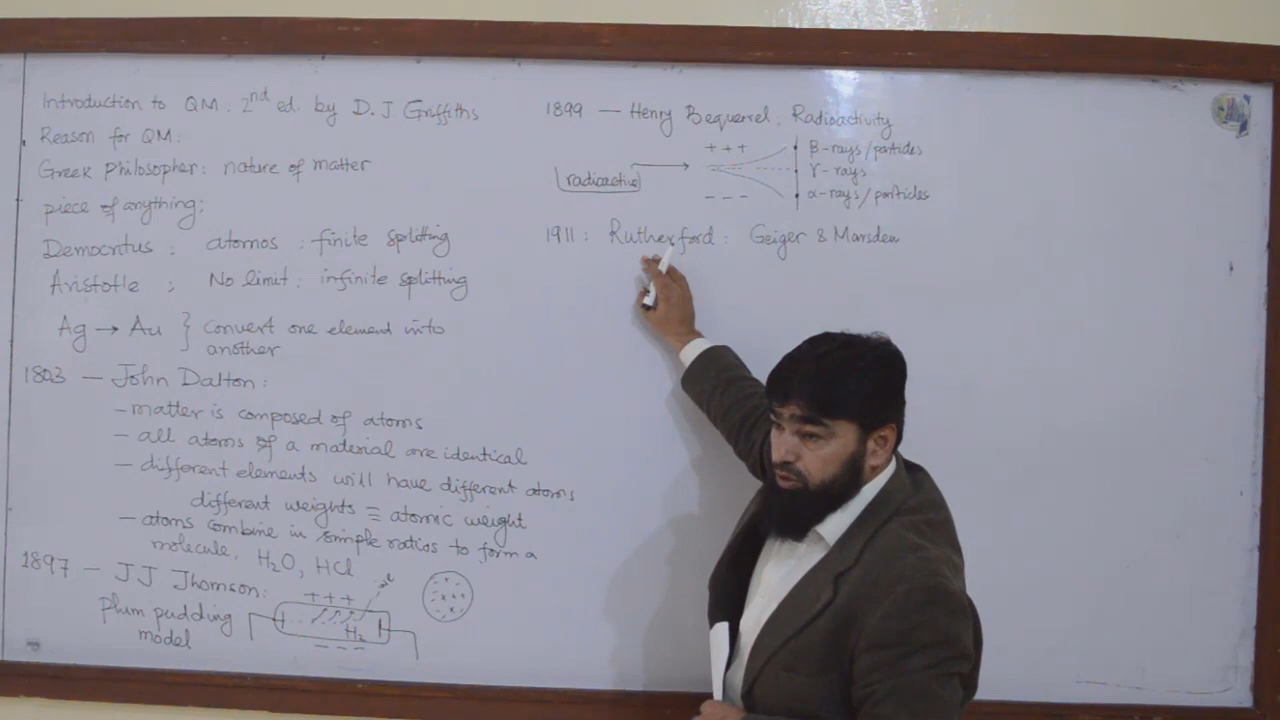 Introduction to QM. 2nd ed. by D.J Griffiths
Reason for QM:
Greek Philosopher: nature of matter
piece of anything:
Democritus : atomos : finite splitting
Aristotle : No limit : infinite splitting
Ag → Au } convert one element into
another
1803 — John Dalton:
- matter is composed of atoms
- all atoms of a material are identical
- different elements will have different atoms
different weights ≡ atomic weight
- atoms combine in simple ratios to form a
molecule, H2O, HCl
1897 — JJ Jhomson:
Plum pudding
model
+ + +
H2
- - -
1899 — Henry Bequerrel: Radioactivity
radioactive
+ + +
- - -
β-rays/particles
γ-rays
α-rays/particles
1911: Rutherford: Geiger & Marsden